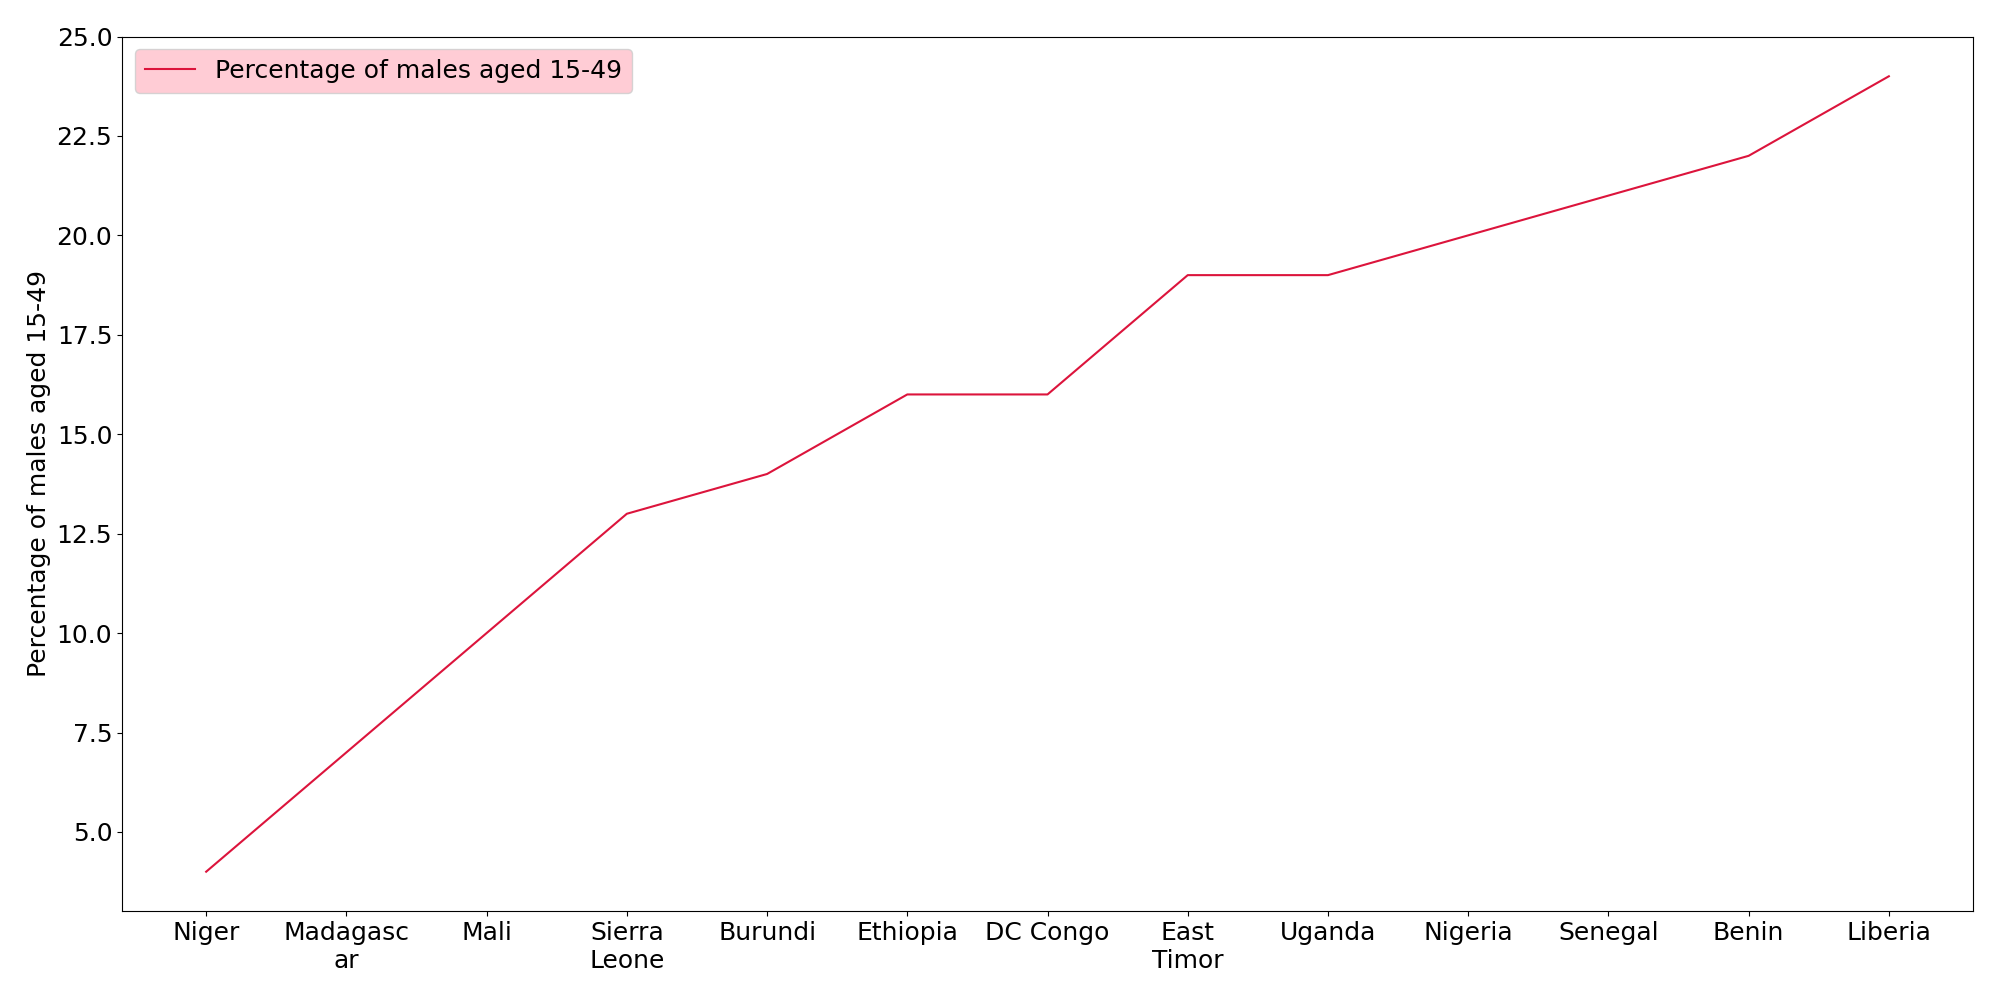 Percentage of males aged 15-49
Percentage of males aged 15-49
25.0
22.5
20.0
17.5
15.0
12.5
10.0
7.5
5.0
Niger
Madagasc
ar
Mali
Sierra
Leone
Burundi
Ethiopia
DC Congo
East
Timor
Uganda
Nigeria
Senegal
Benin
Liberia